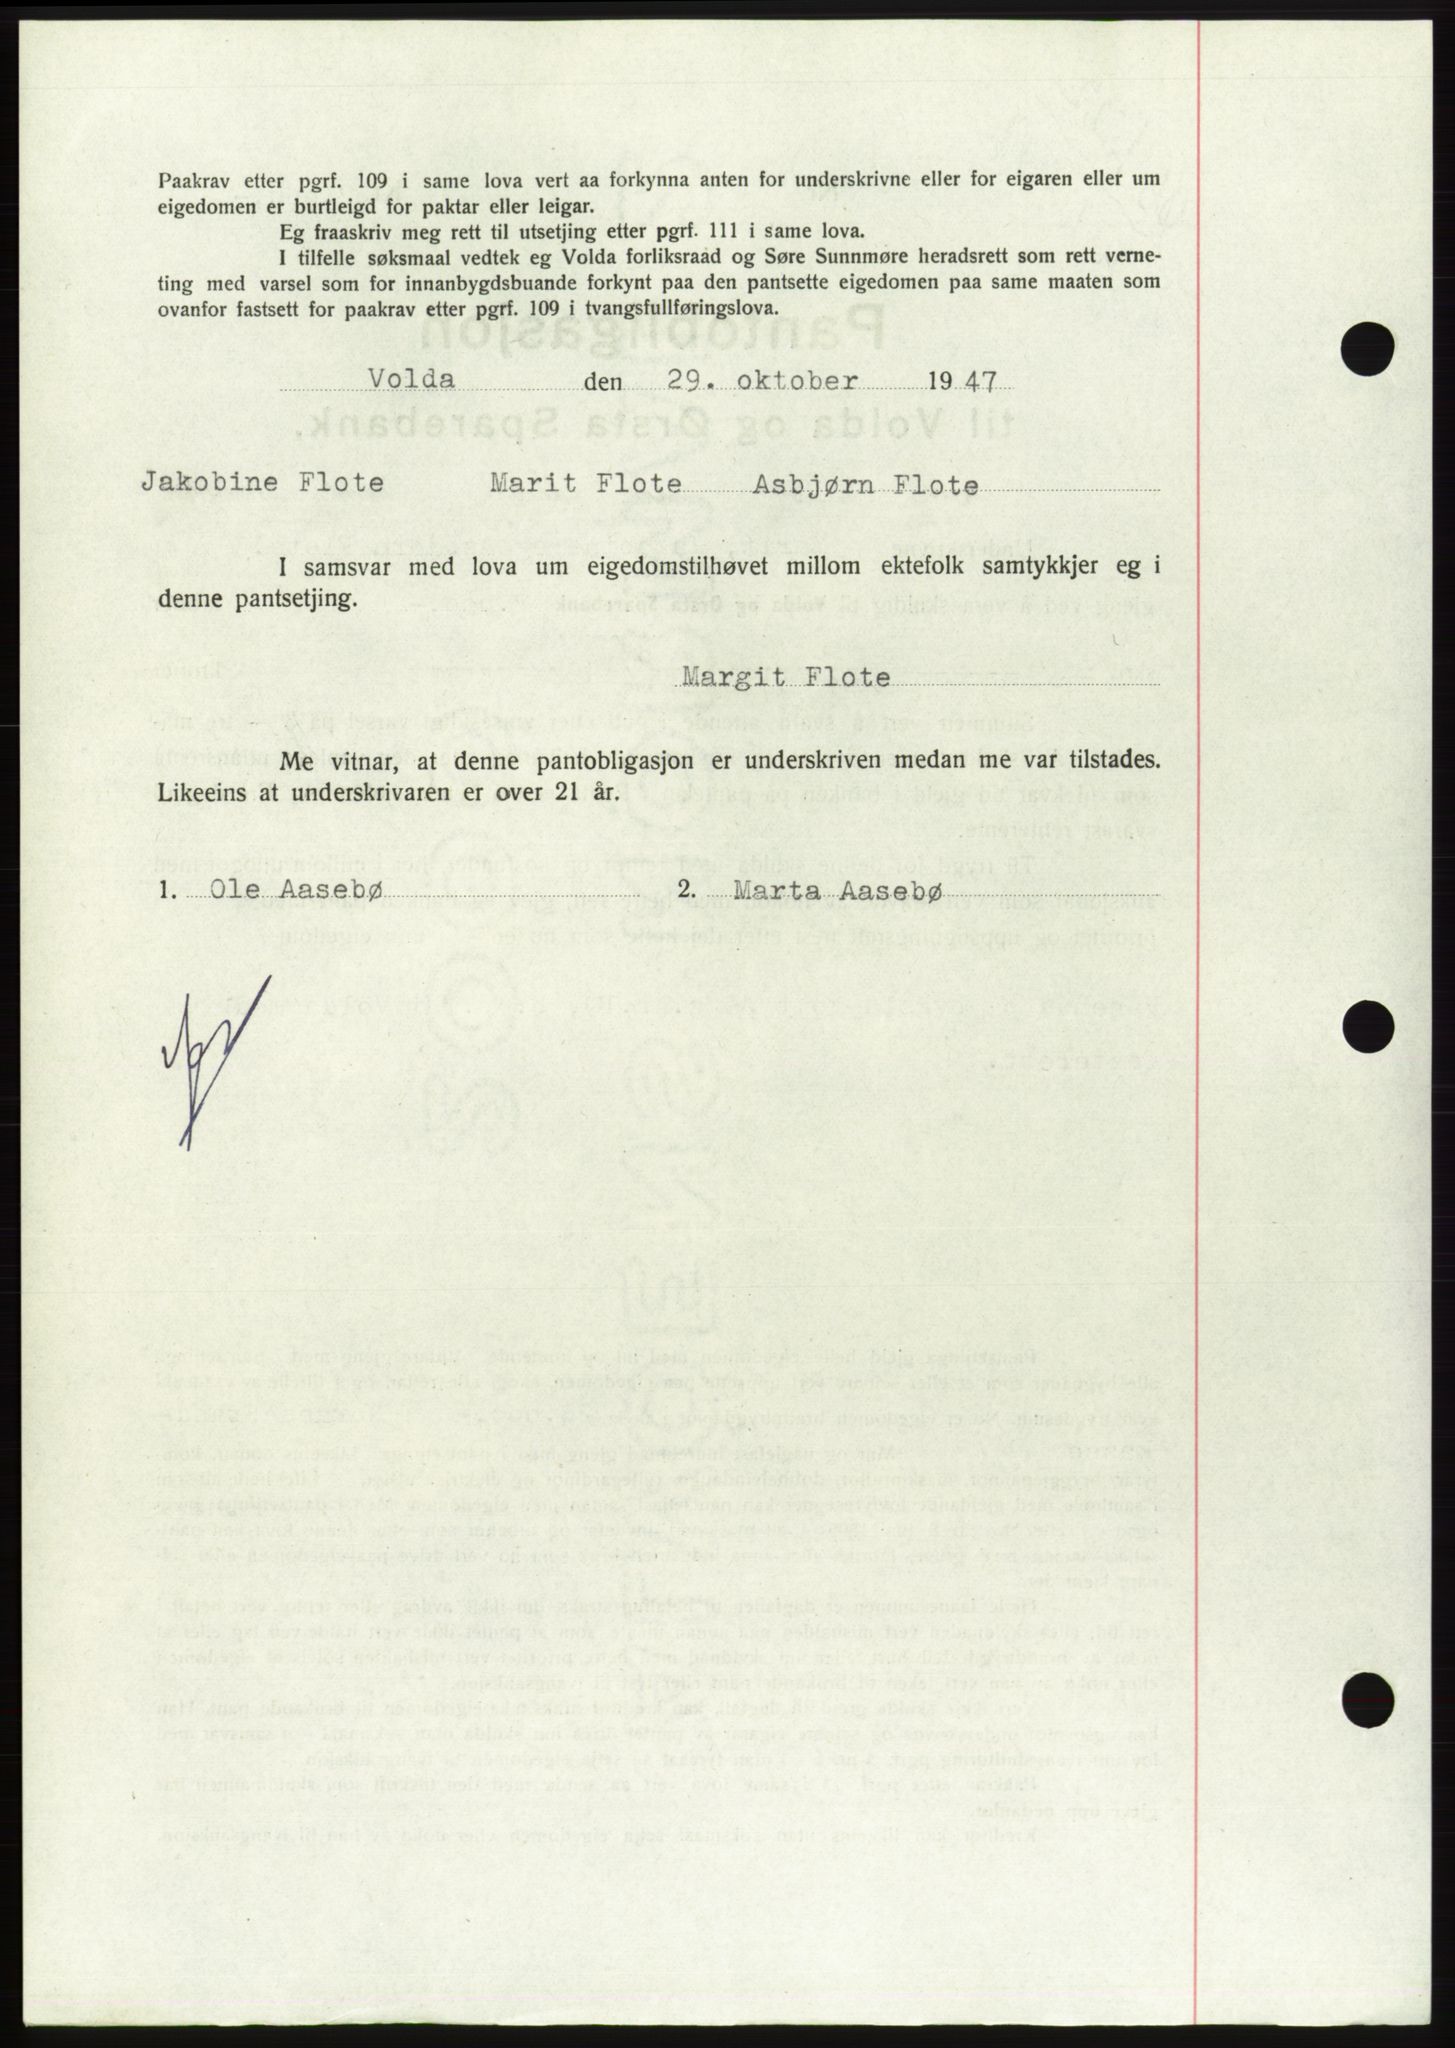 Paakrav etter pgrf. 109 i same lova vert aa forkynna anten for underskrivne eller for eigaren eller um
eigedomen er burtleigd for paktar eller leigar.
Eg fraaskriv meg rett til utsetjing etter pgrf. 111 i same lova.
I tilfelle søksmaal vedtek eg Volda forliksraad og Søre Sunnmøre heradsrett som rett verne-
ting med varsel som for innanbygdsbuande forkynt paa den pantsette eigedomen paa same maaten som
ovanfor fastsett for paakrav etter pgrf. 109 i tvangsfullføringslova.
Volda den 29. oktober 1947
Jakobine Flote Marit Flote Asbjørn Flote
I samsvar med lova um eigedomstilhøvet millom ektefolk samtykkjer eg i
denne pantsetjing.
Margit Flote
Me vitnar, at denne pantobligasjon er underskriven medan me var tilstades.
Likeeins at underskrivaren er over 21 år.
1. Ole Aasebø 2. Marta Aasebø